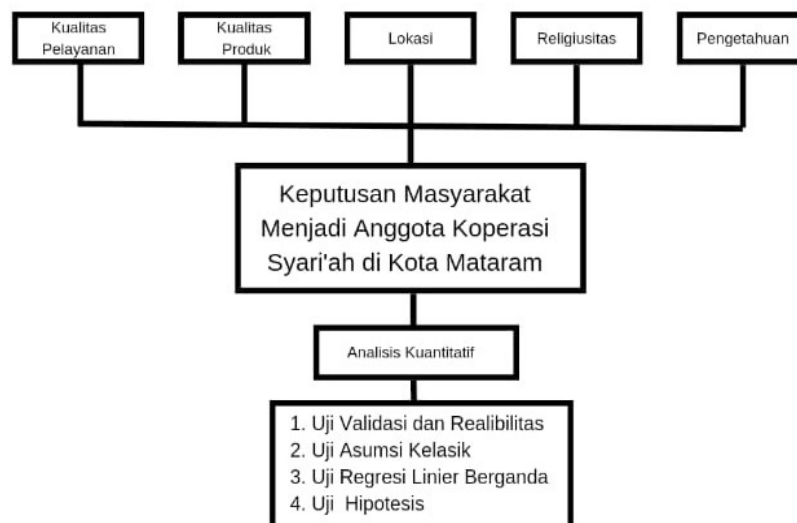 Kualitas
Pelayanan
Kualitas
Produk
Lokasi
Religiusitas
Pengetahuan
Keputusan Masyarakat
Menjadi Anggota Koperasi
Syari'ah di Kota Mataram
Analisis Kuantitatif
1. Uji Validasi dan Realibilitas
2. Uji Asumsi Kelasik
3. Uji Regresi Linier Berganda
4. Uji Hipotesis